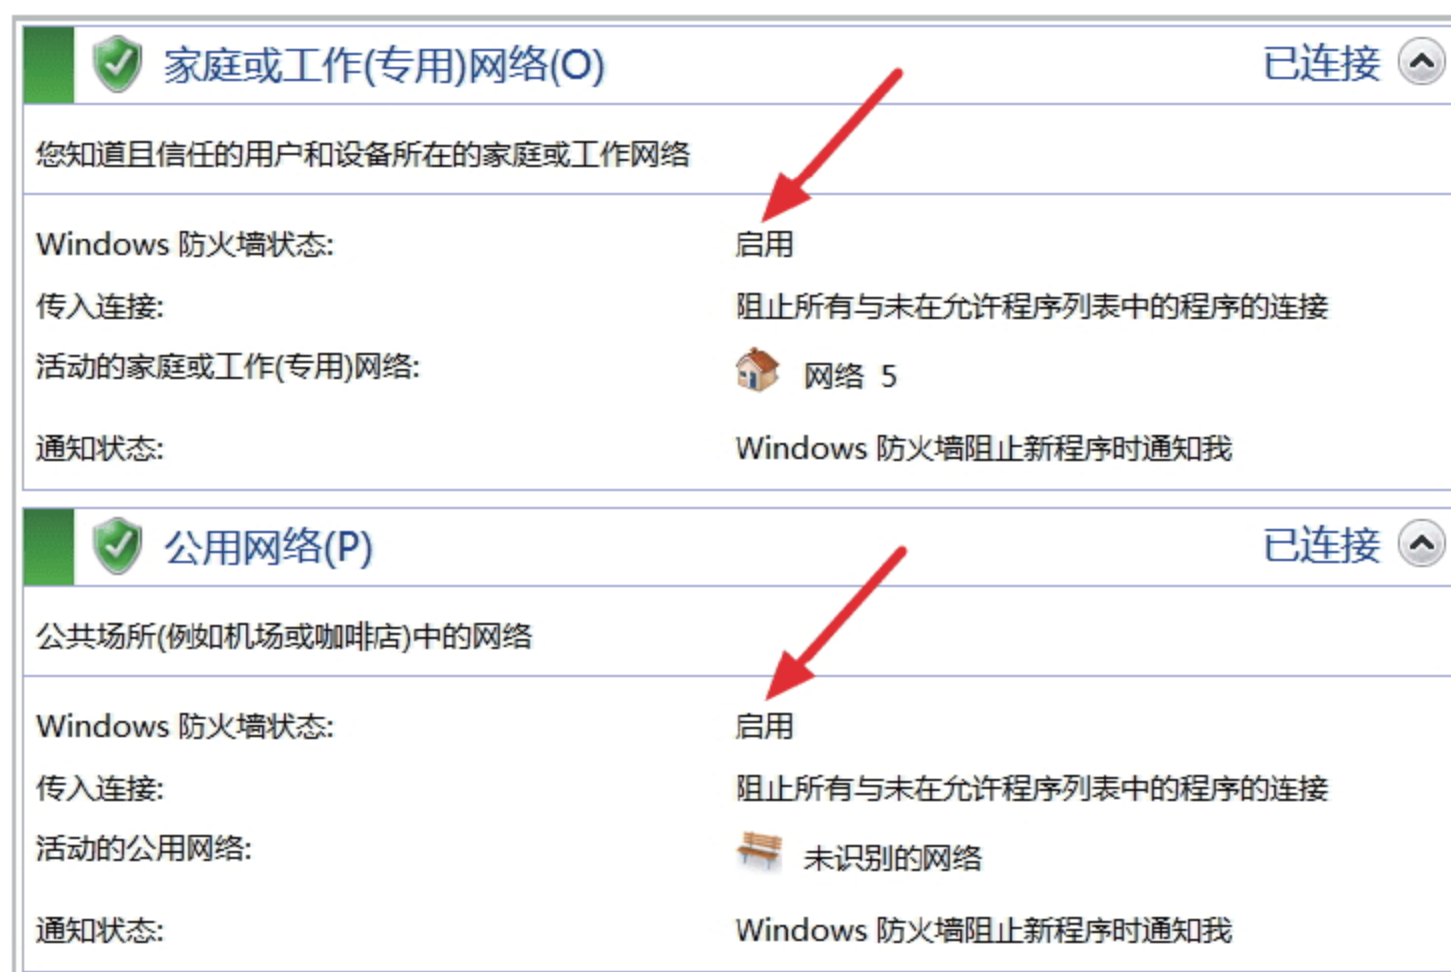 家庭或工作(专用)网络(O) 已连接
您知道且信任的用户和设备所在的家庭或工作网络
Windows 防火墙状态: 启用
传入连接: 阻止所有与未在允许程序列表中的程序的连接
活动的家庭或工作(专用)网络: 网络 5
通知状态: Windows 防火墙阻止新程序时通知我
公用网络(P) 已连接
公共场所(例如机场或咖啡店)中的网络
Windows 防火墙状态: 启用
传入连接: 阻止所有与未在允许程序列表中的程序的连接
活动的公用网络: 未识别的网络
通知状态: Windows 防火墙阻止新程序时通知我